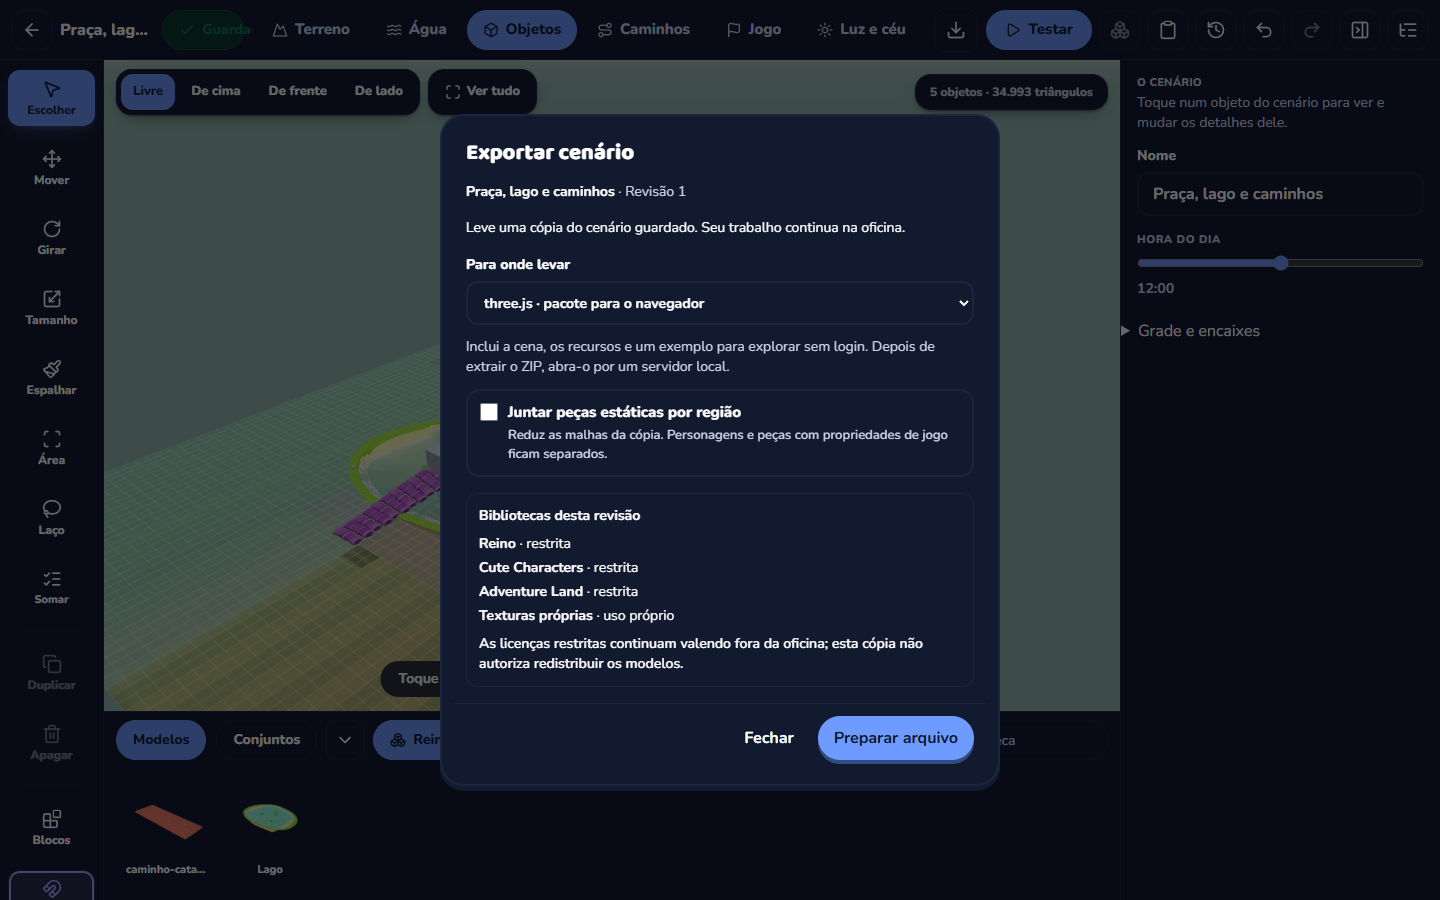 Praça, lag...
Guarda
Terreno
Água
Objetos
Caminhos
Jogo
Luz e céu
Testar
Escolher
Mover
Girar
Tamanho
Espalhar
Área
Laço
Somar
Duplicar
Apagar
Blocos
Livre
De cima
De frente
De lado
Ver tudo
5 objetos · 34.993 triângulos
Exportar cenário
Praça, lago e caminhos · Revisão 1
Leve uma cópia do cenário guardado. Seu trabalho continua na oficina.
Para onde levar
three.js · pacote para o navegador
Inclui a cena, os recursos e um exemplo para explorar sem login. Depois de
extrair o ZIP, abra-o por um servidor local.
Juntar peças estáticas por região
Reduz as malhas da cópia. Personagens e peças com propriedades de jogo
ficam separados.
Bibliotecas desta revisão
Reino · restrita
Cute Characters · restrita
Adventure Land · restrita
Texturas próprias · uso próprio
As licenças restritas continuam valendo fora da oficina; esta cópia não
autoriza redistribuir os modelos.
Fechar
Preparar arquivo
Toque
Modelos
Conjuntos
Rein
eca
caminho-cata...
Lago
O CENÁRIO
Toque num objeto do cenário para ver e
mudar os detalhes dele.
Nome
Praça, lago e caminhos
HORA DO DIA
12:00
Grade e encaixes